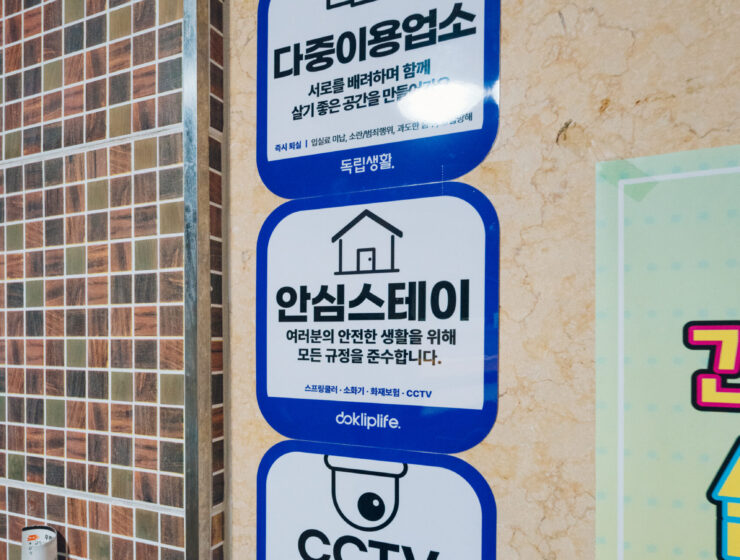 다중이용업소
서로를 배려하며 함께
살기 좋은 공간을
즉시 퇴실 | 입실료 미납, 소란/범죄행위, 과도한
독립생활.
안심스테이
여러분의 안전한 생활을 위해
모든 규정을 준수합니다.
스프링쿨러 · 소화기 · 화재보험 · CCTV
dokliplife.
CCTV